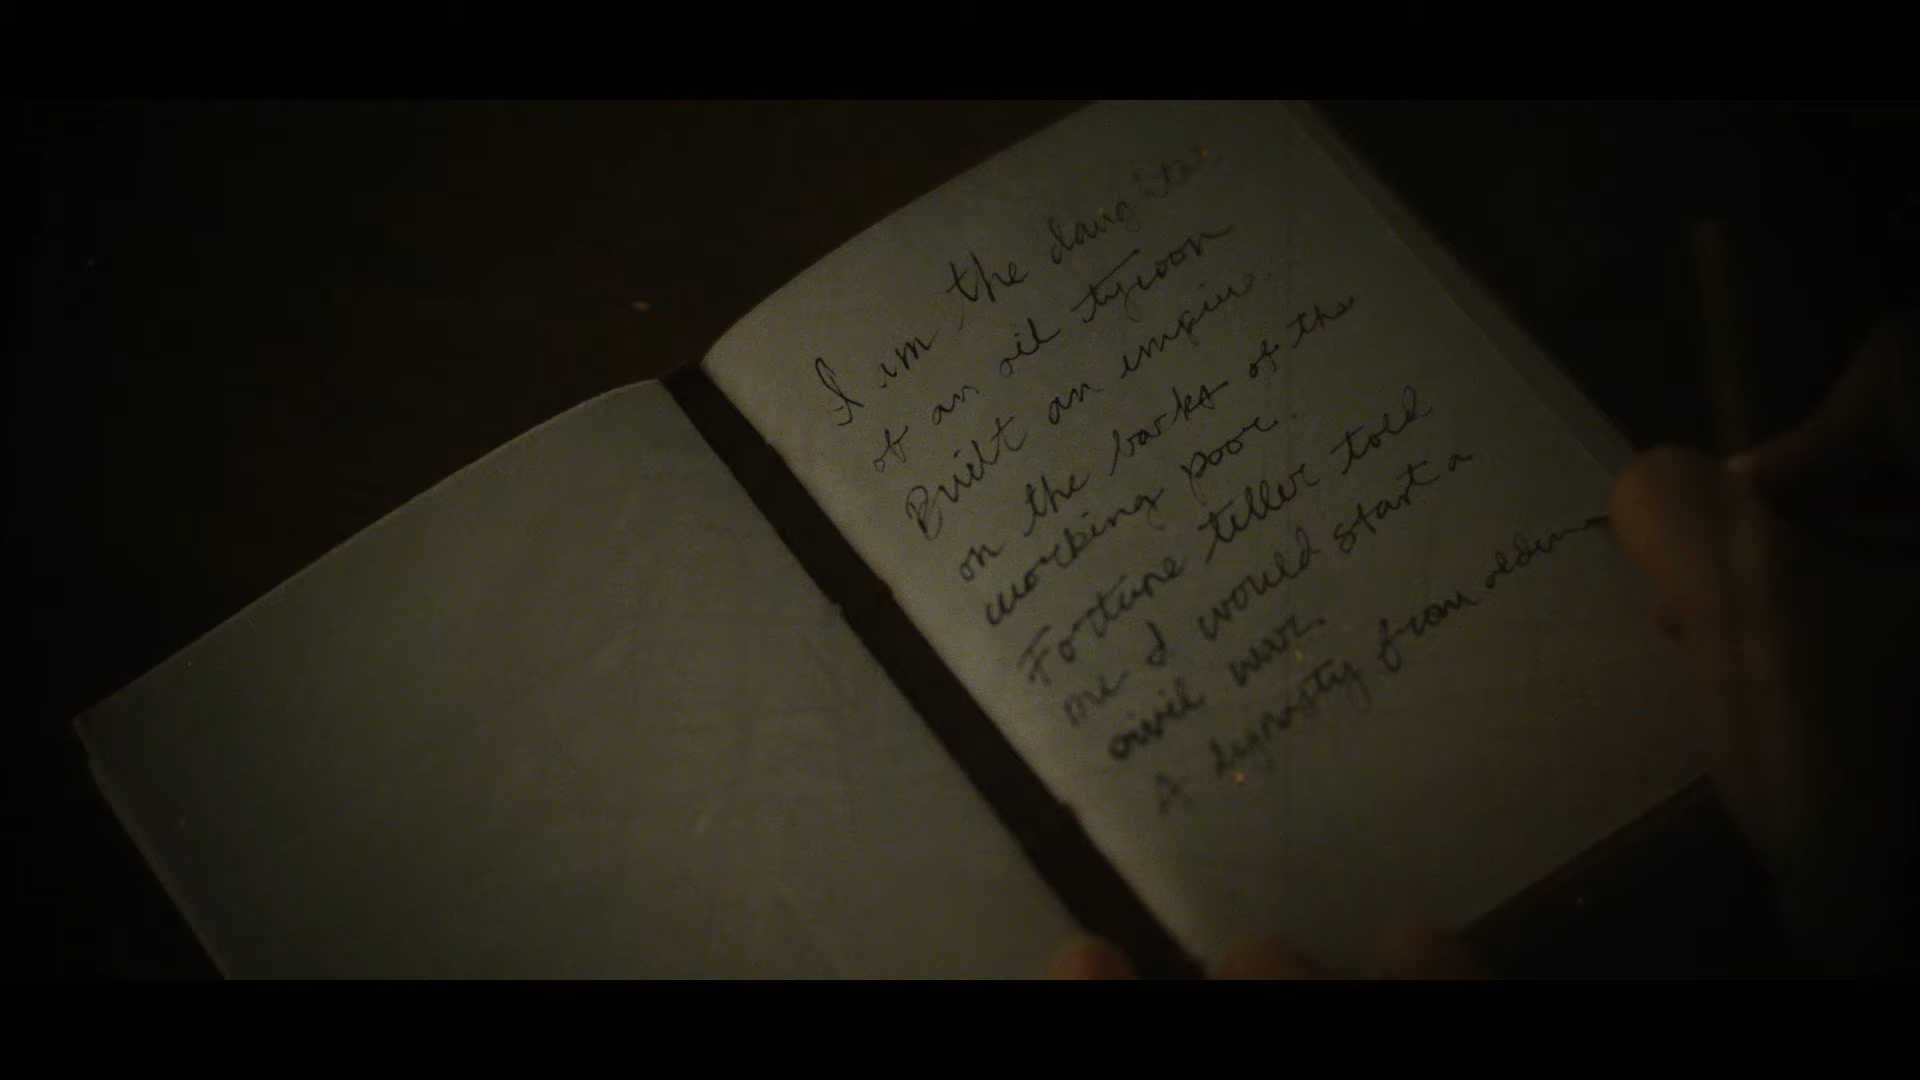 I am the daughter
of an oil tycoon
Built an empire
on the backs of the
working poor.
Fortune teller told
me I would start a
civil war.
A dynasty from